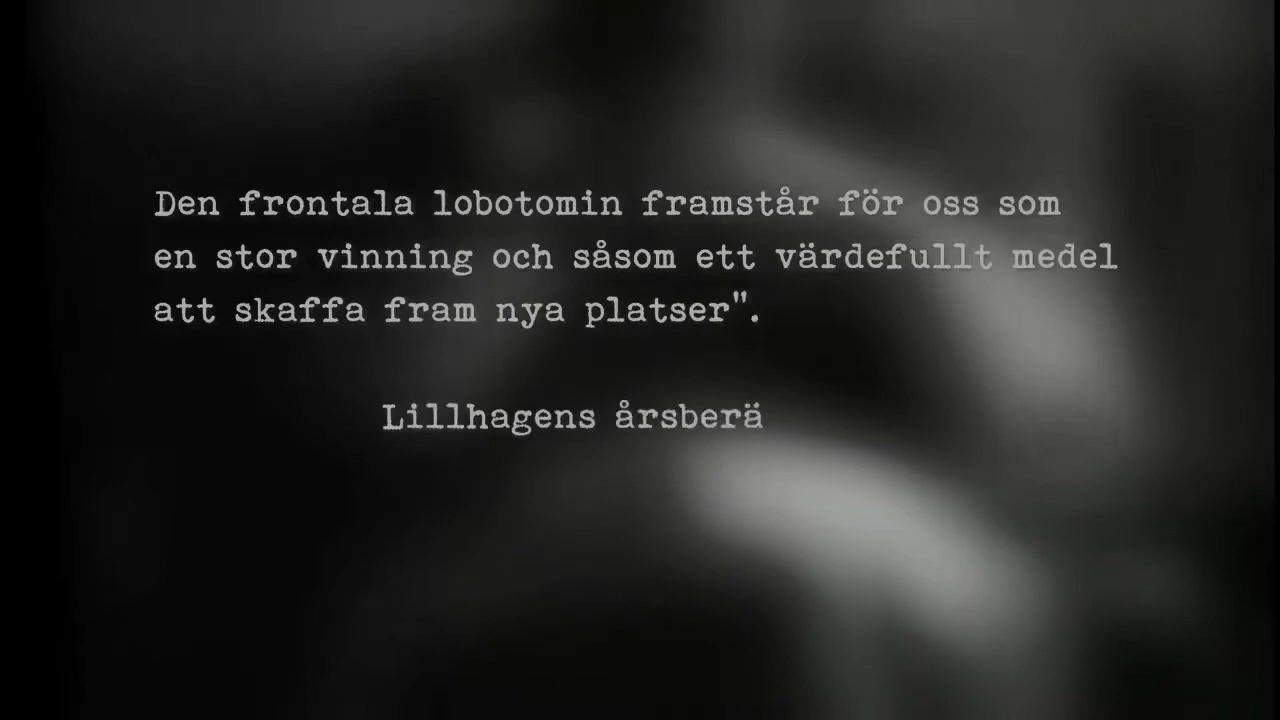 Den frontala lobotomin framstår för oss som
en stor vinning och såsom ett värdefullt medel
att skaffa fram nya platser".
Lillhagens årsberä